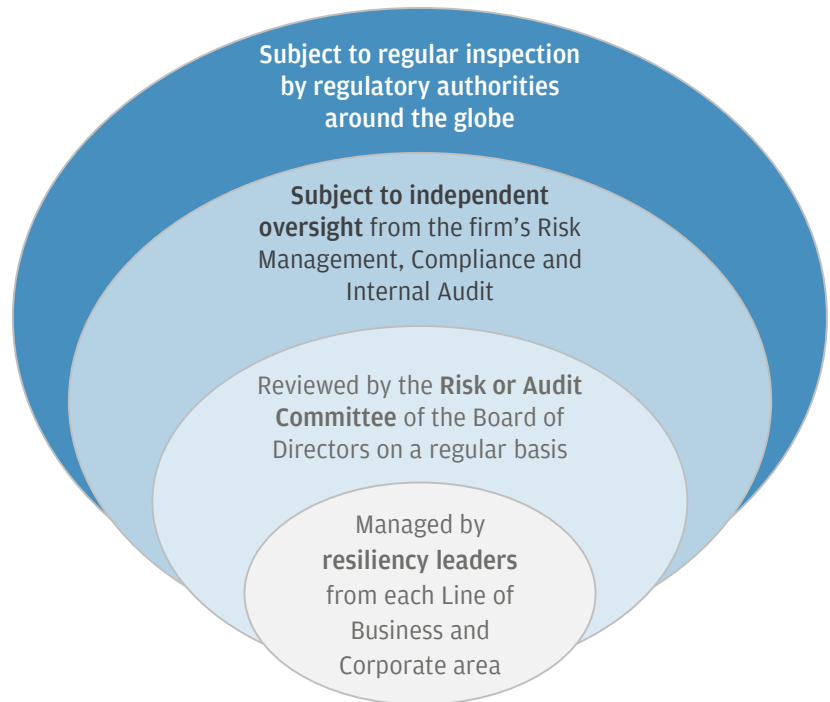 Subject to regular inspection
by regulatory authorities
around the globe
Subject to independent
oversight from the firm’s Risk
Management, Compliance and
Internal Audit
Reviewed by the Risk or Audit
Committee of the Board of
Directors on a regular basis
Managed by
resiliency leaders
from each Line of
Business and
Corporate area